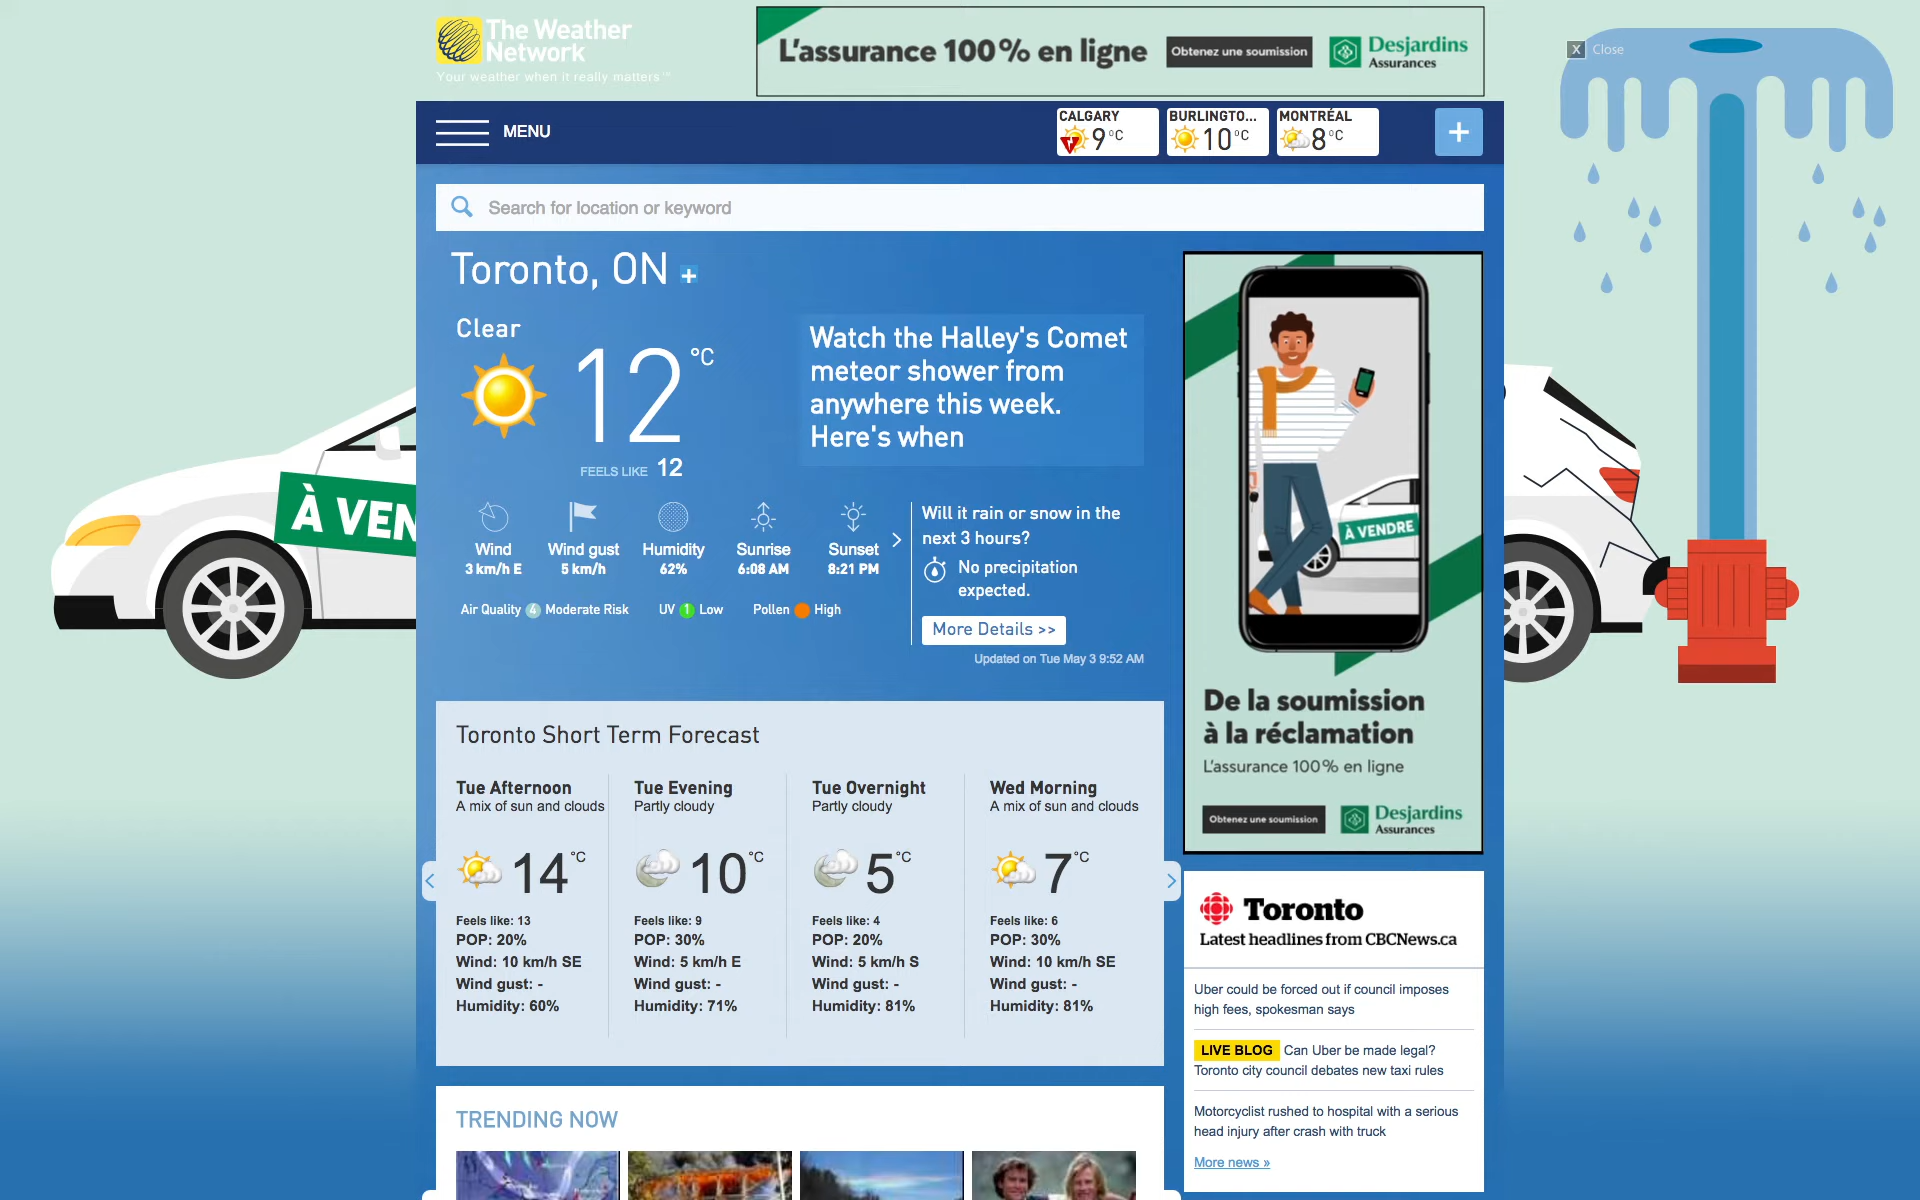 The Weather
Network
Your weather when it really matters™
L'assurance 100% en ligne
Obtenez une soumission
Desjardins
Assurances
X Close
MENU
CALGARY
9 °C
BURLINGTO...
10 °C
MONTRÉAL
8 °C
+
Search for location or keyword
Toronto, ON +
Clear
12 °C
FEELS LIKE 12
Watch the Halley's Comet
meteor shower from
anywhere this week.
Here's when
Wind
3 km/h E
Wind gust
5 km/h
Humidity
62%
Sunrise
6:08 AM
Sunset
8:21 PM
Air Quality 4 Moderate Risk
UV 1 Low
Pollen High
Will it rain or snow in the
next 3 hours?
No precipitation
expected.
More Details >>
Updated on Tue May 3 9:52 AM
À VEN
À VENDRE
De la soumission
à la réclamation
L'assurance 100% en ligne
Obtenez une soumission
Desjardins
Assurances
Toronto Short Term Forecast
Tue Afternoon
A mix of sun and clouds
14 °C
Feels like: 13
POP: 20%
Wind: 10 km/h SE
Wind gust: -
Humidity: 60%
Tue Evening
Partly cloudy
10 °C
Feels like: 9
POP: 30%
Wind: 5 km/h E
Wind gust: -
Humidity: 71%
Tue Overnight
Partly cloudy
5 °C
Feels like: 4
POP: 20%
Wind: 5 km/h S
Wind gust: -
Humidity: 81%
Wed Morning
A mix of sun and clouds
7 °C
Feels like: 6
POP: 30%
Wind: 10 km/h SE
Wind gust: -
Humidity: 81%
Toronto
Latest headlines from CBCNews.ca
Uber could be forced out if council imposes
high fees, spokesman says
LIVE BLOG Can Uber be made legal?
Toronto city council debates new taxi rules
Motorcyclist rushed to hospital with a serious
head injury after crash with truck
More news »
TRENDING NOW